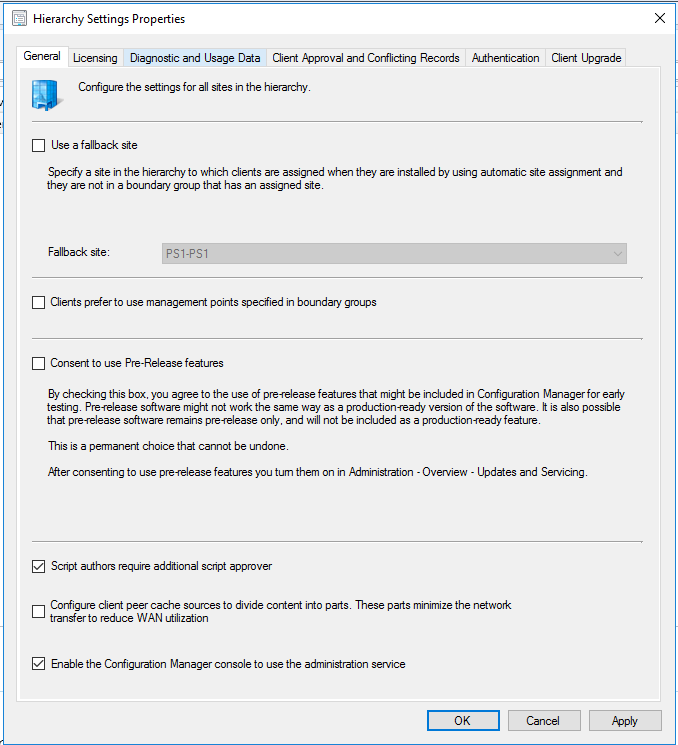 Hierarchy Settings Properties
General
Licensing
Diagnostic and Usage Data
Client Approval and Conflicting Records
Authentication
Client Upgrade
Configure the settings for all sites in the hierarchy.
Use a fallback site
Specify a site in the hierarchy to which clients are assigned when they are installed by using automatic site assignment and
they are not in a boundary group that has an assigned site.
Fallback site:
PS1-PS1
Clients prefer to use management points specified in boundary groups
Consent to use Pre-Release features
By checking this box, you agree to the use of pre-release features that might be included in Configuration Manager for early
testing. Pre-release software might not work the same way as a production-ready version of the software. It is also possible
that pre-release software remains pre-release only, and will not be included as a production-ready feature.
This is a permanent choice that cannot be undone.
After consenting to use pre-release features you turn them on in Administration - Overview - Updates and Servicing.
Script authors require additional script approver
Configure client peer cache sources to divide content into parts. These parts minimize the network
transfer to reduce WAN utilization
Enable the Configuration Manager console to use the administration service
OK
Cancel
Apply